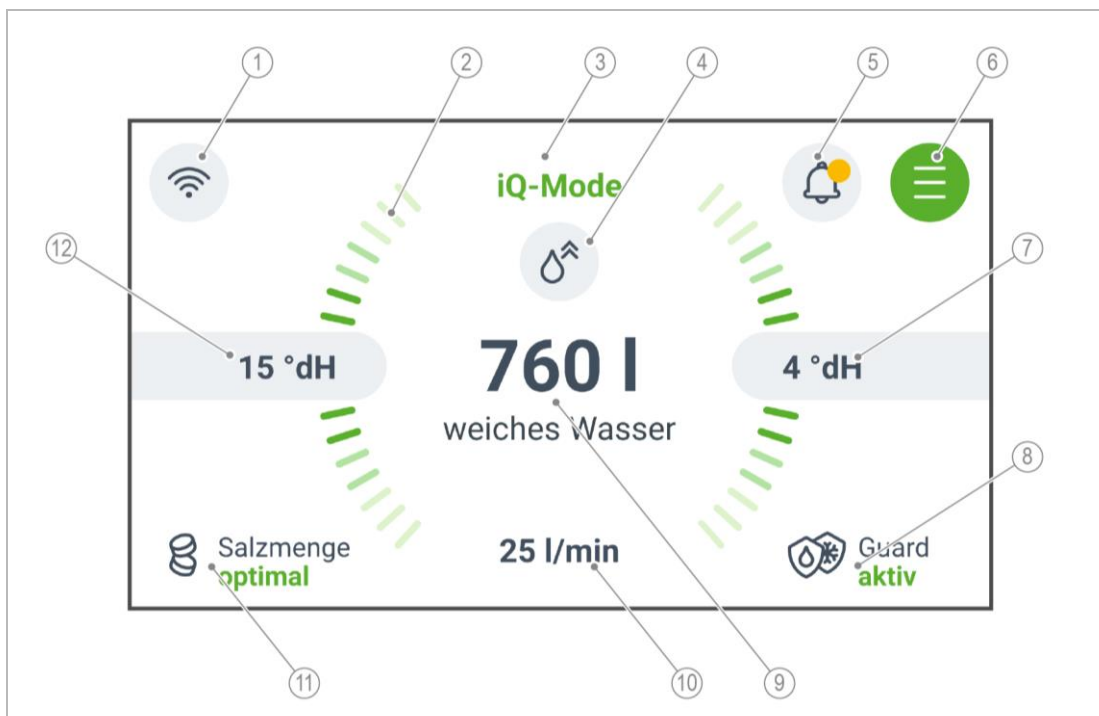 1 2 3 4 5 6
iQ-Mode
12 7
15 °dH 760 l 4 °dH
weiches Wasser
8
Salzmenge 25 l/min Guard
optimal aktiv
11 10 9